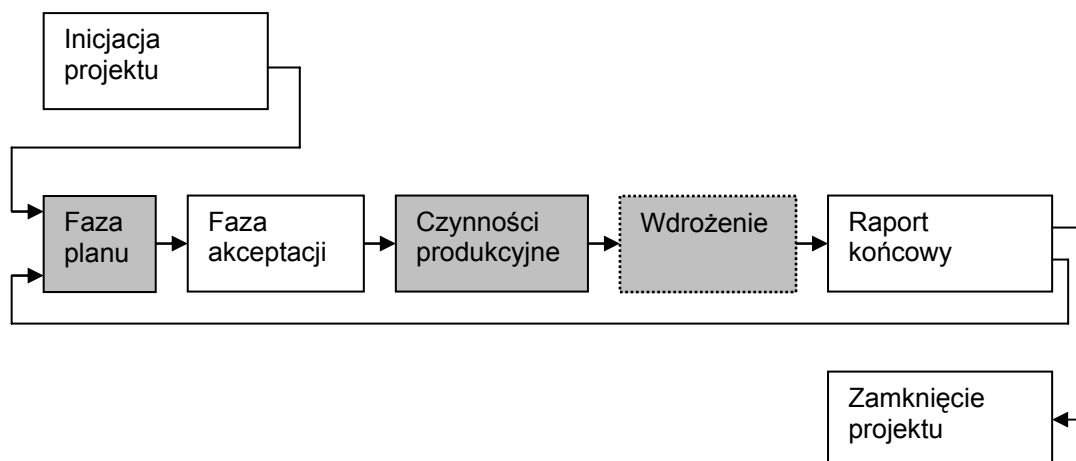 Inicjacja
projektu
Faza
planu
Faza
akceptacji
Czynności
produkcyjne
Wdrożenie
Raport
końcowy
Zamknięcie
projektu